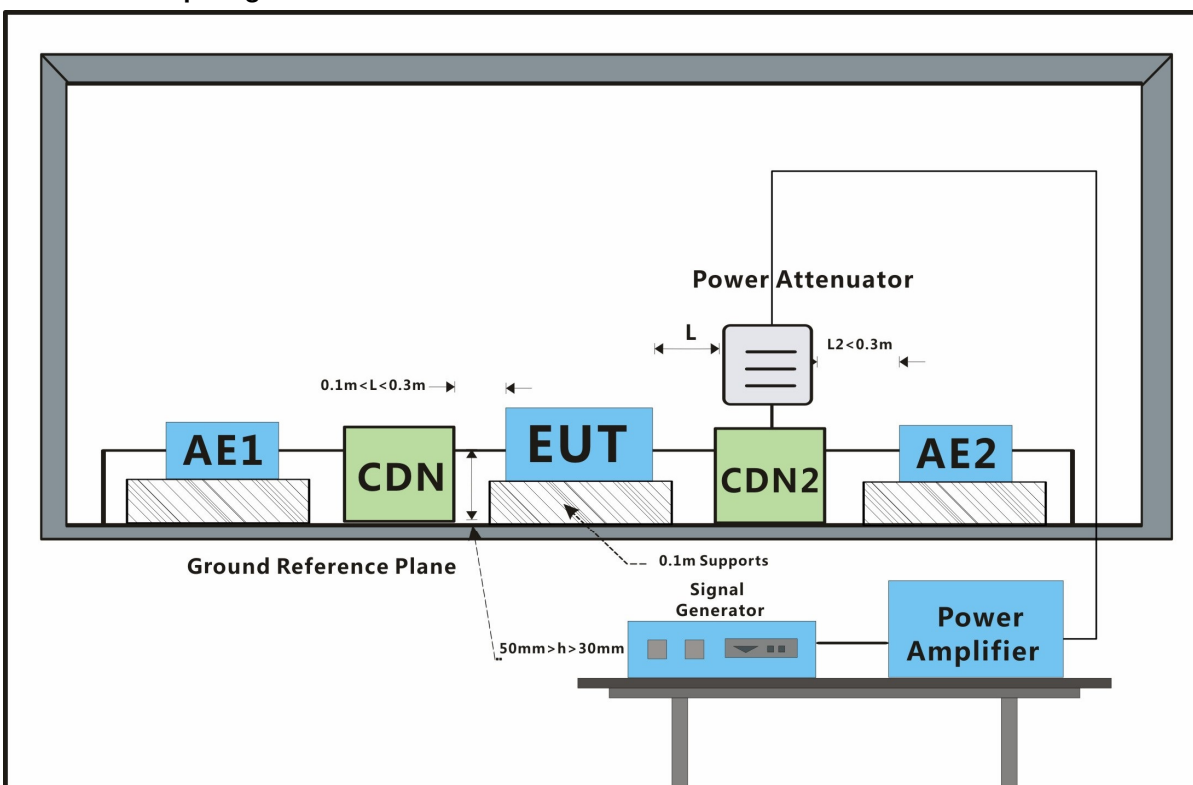 Power Attenuator
L
L2<0.3m
0.1m<L<0.3m
AE1
CDN
EUT
CDN2
AE2
Ground Reference Plane
0.1m Supports
Signal
Generator
50mm>h>30mm
Power
Amplifier